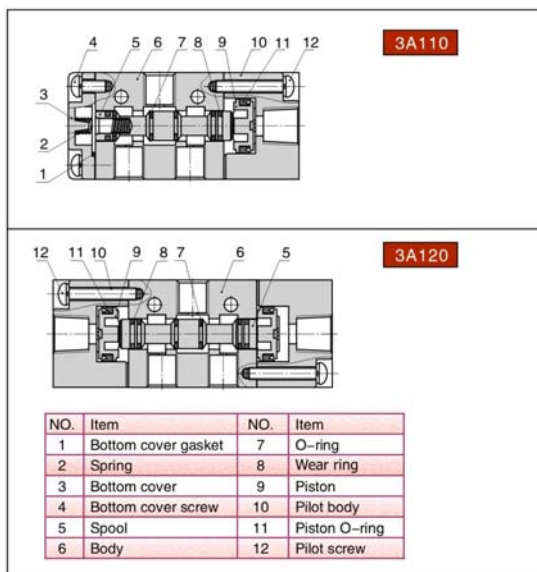 4 5 6 7 8 9 10 11 12
3A110
3
2
1
12 11 10 9 8 7 6 5
3A120
NO. Item NO. Item
1 Bottom cover gasket 7 O-ring
2 Spring 8 Wear ring
3 Bottom cover 9 Piston
4 Bottom cover screw 10 Pilot body
5 Spool 11 Piston O-ring
6 Body 12 Pilot screw